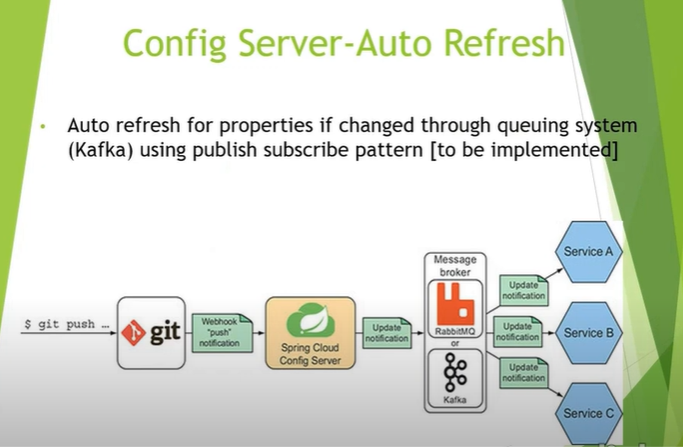 Config Server-Auto Refresh
• Auto refresh for properties if changed through queuing system
(Kafka) using publish subscribe pattern [to be implemented]
$ git push …
git
Webhook
"push"
notification
Spring Cloud
Config Server
Update
notification
Message
broker
RabbitMQ
or
Kafka
Update
notification
Service A
Update
notification
Service B
Update
notification
Service C